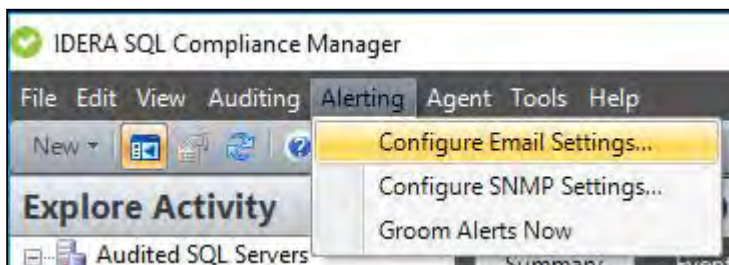 IDERA SQL Compliance Manager
File Edit View Auditing Alerting Agent Tools Help
New
Configure Email Settings...
Configure SNMP Settings...
Groom Alerts Now
Explore Activity
Audited SQL Servers
Summary